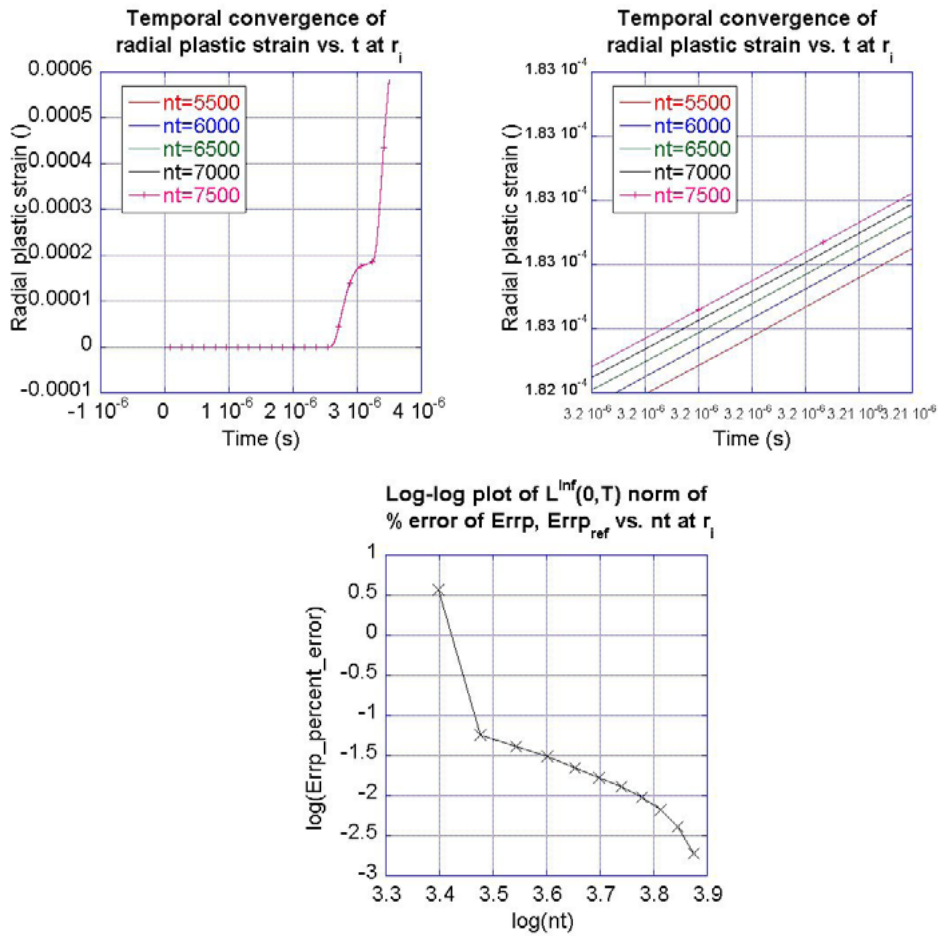 Temporal convergence of
radial plastic strain vs. t at ri
0.0006
0.0005
0.0004
0.0003
0.0002
0.0001
0
-0.0001
Radial plastic strain ()
nt=5500
nt=6000
nt=6500
nt=7000
nt=7500
-1 10-6
0
1 10-6
2 10-6
3 10-6
4 10-6
Time (s)
Temporal convergence of
radial plastic strain vs. t at ri
1.83 10-4
1.83 10-4
1.83 10-4
1.83 10-4
1.83 10-4
1.82 10-4
Radial plastic strain ()
nt=5500
nt=6000
nt=6500
nt=7000
nt=7500
3.2 10-6
3.2 10-6
3.2 10-6
3.2 10-6
3.21 10-6
3.21 10-6
3.21 10-6
Time (s)
Log-log plot of LInf(0,T) norm of
% error of Errp, Errpref vs. nt at ri
1
0.5
0
-0.5
-1
-1.5
-2
-2.5
-3
log(Errp_percent_error)
3.3
3.4
3.5
3.6
3.7
3.8
3.9
log(nt)